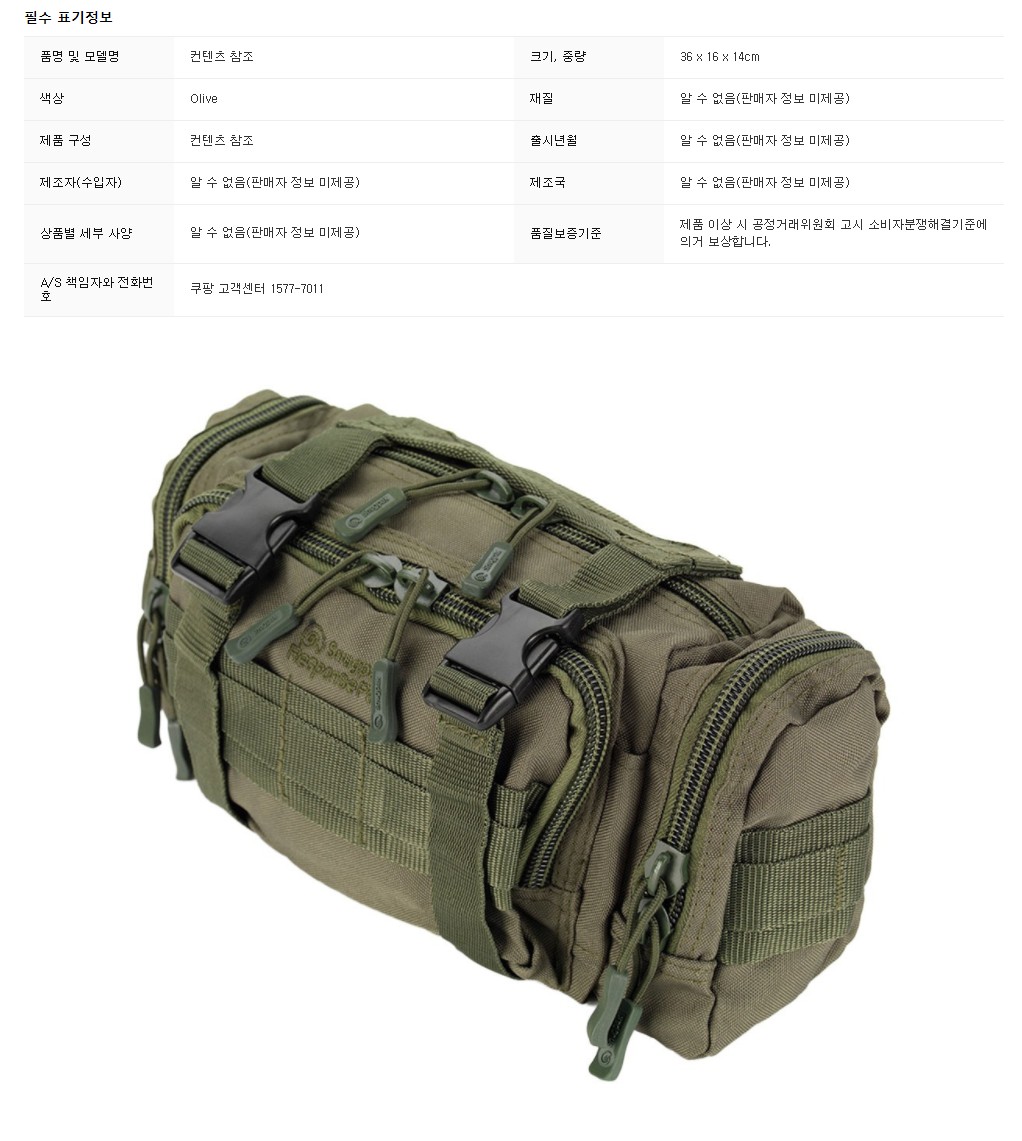 필수 표기정보
품명 및 모델명 컨텐츠 참조 크기, 중량 36 x 16 x 14cm
색상 Olive 재질 알 수 없음(판매자 정보 미제공)
제품 구성 컨텐츠 참조 출시년월 알 수 없음(판매자 정보 미제공)
제조자(수입자) 알 수 없음(판매자 정보 미제공) 제조국 알 수 없음(판매자 정보 미제공)
상품별 세부 사양 알 수 없음(판매자 정보 미제공) 품질보증기준 제품 이상 시 공정거래위원회 고시 소비자분쟁해결기준에
의거 보상합니다.
A/S 책임자와 전화번
호 쿠팡 고객센터 1577-7011